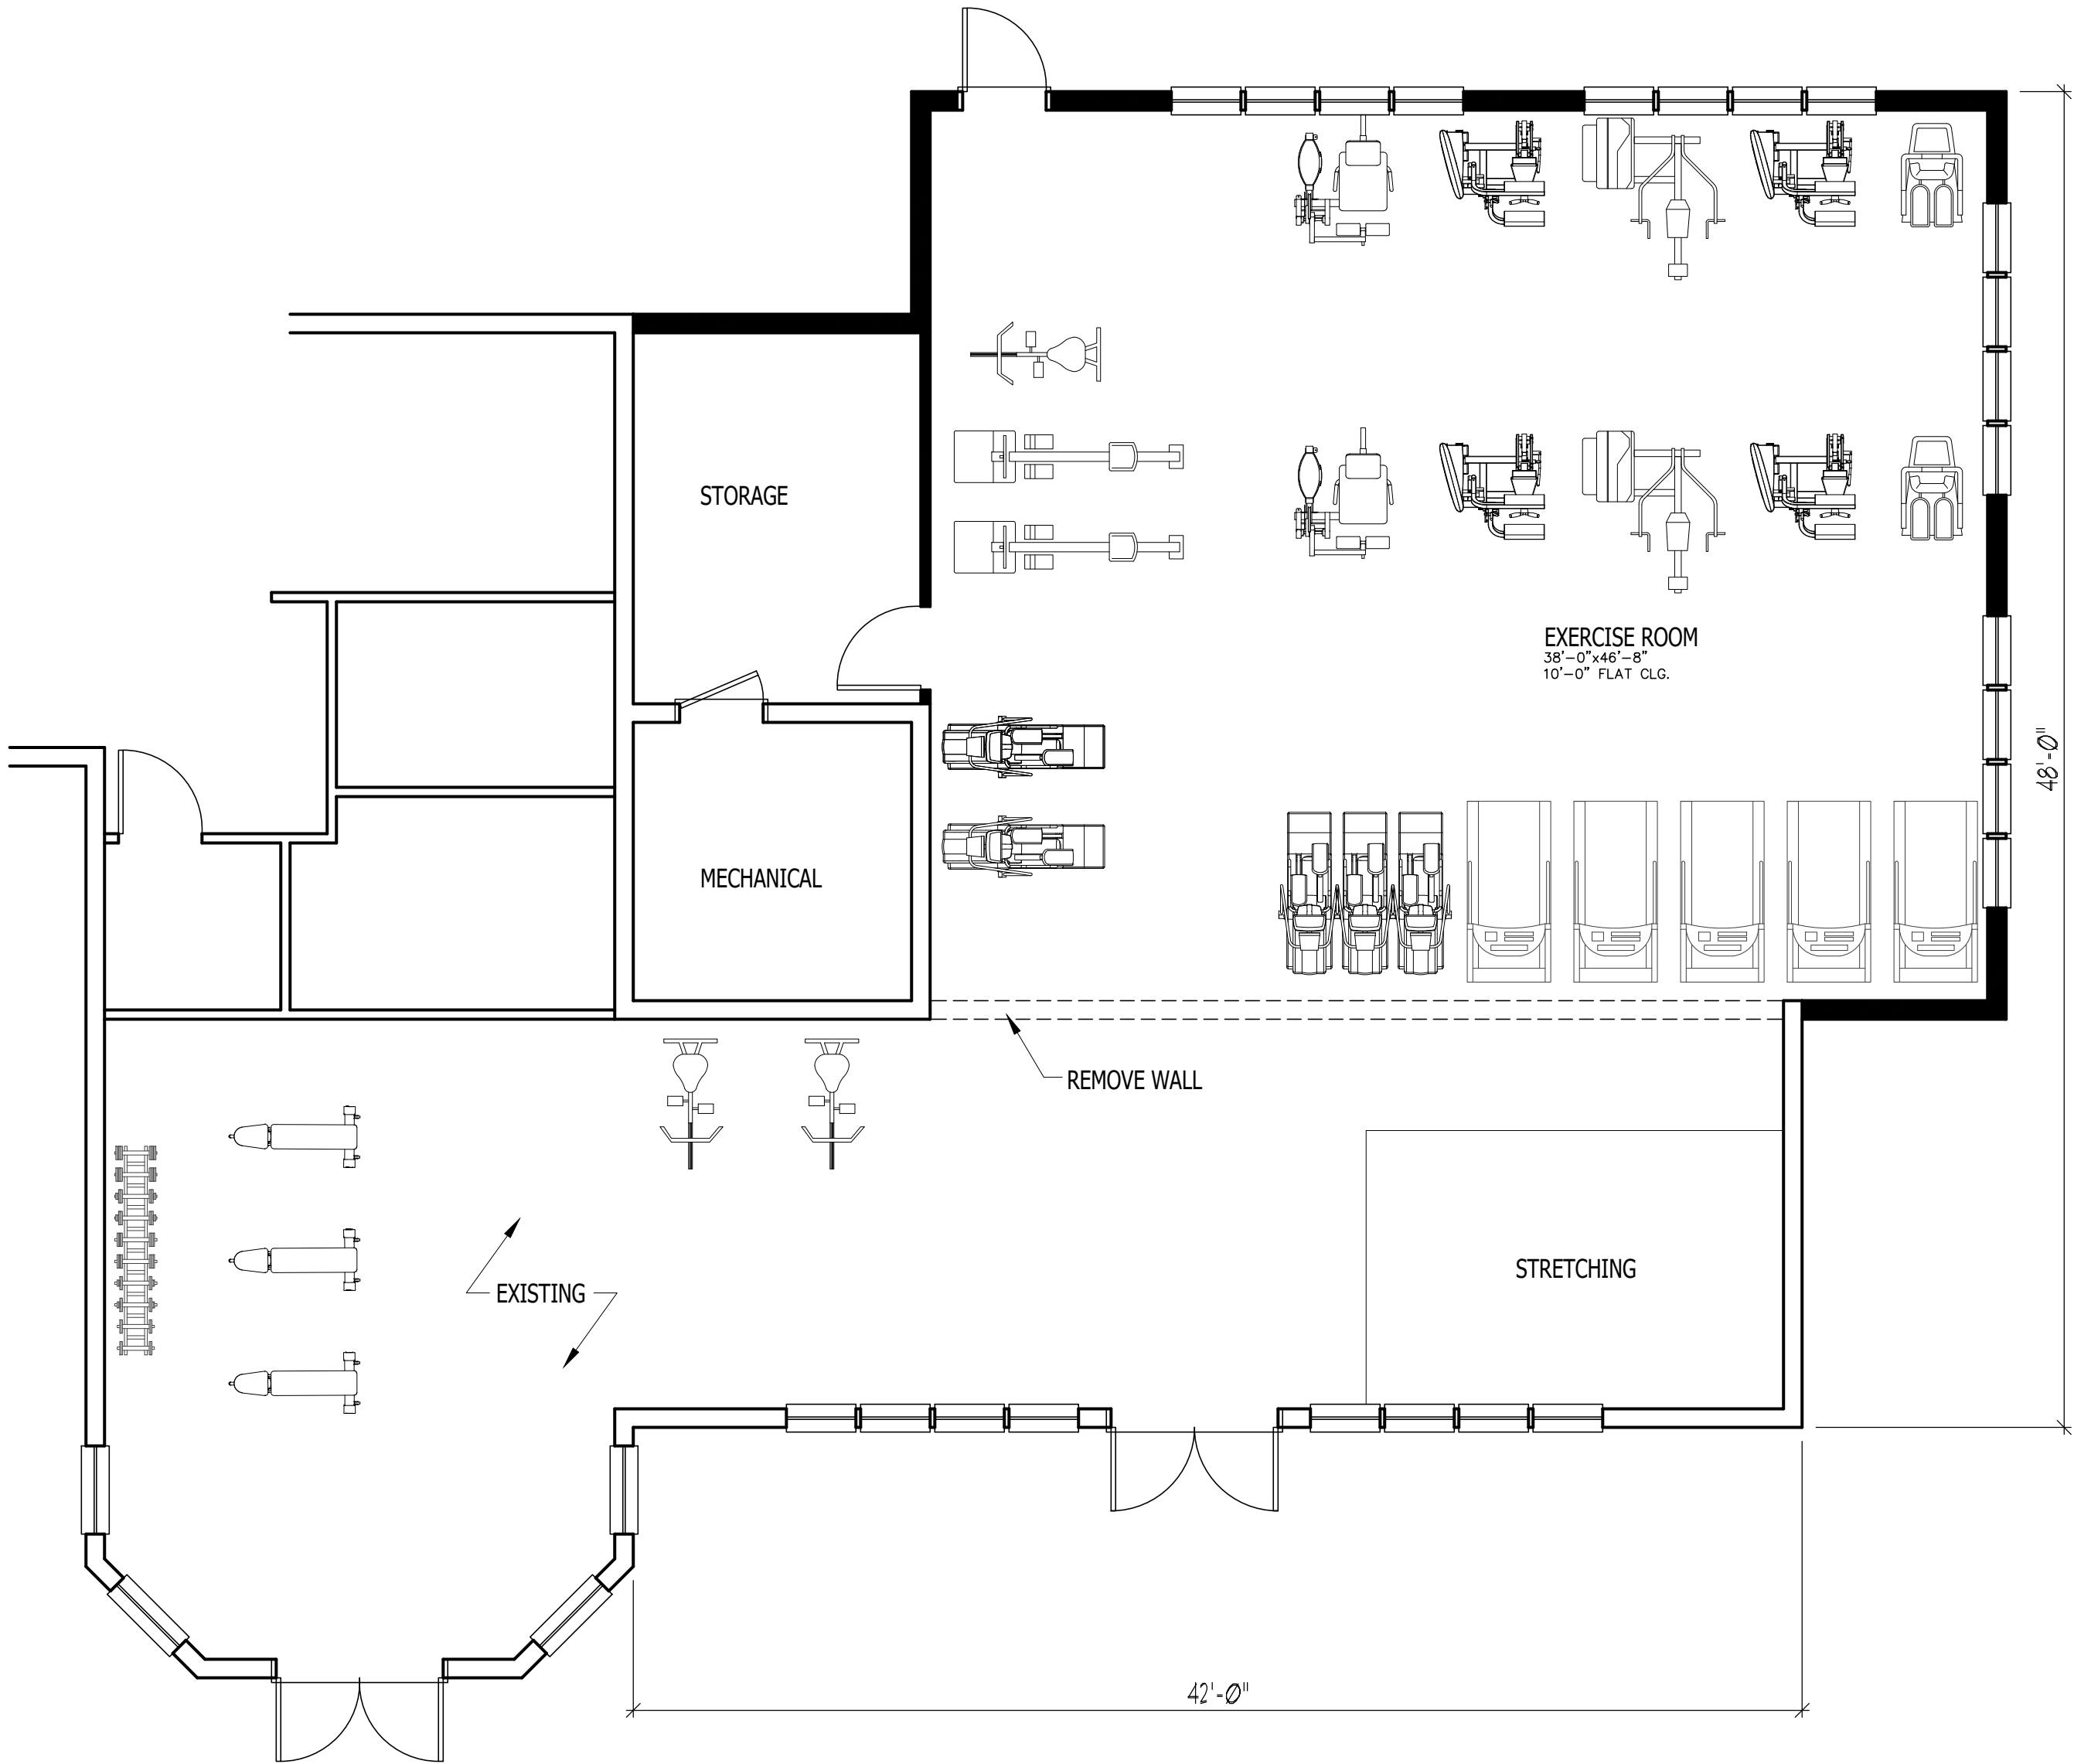 STORAGE
EXERCISE ROOM
38'-0"x46'-8"
10'-0" FLAT CLG.
48'-0"
MECHANICAL
REMOVE WALL
STRETCHING
EXISTING
42'-0"